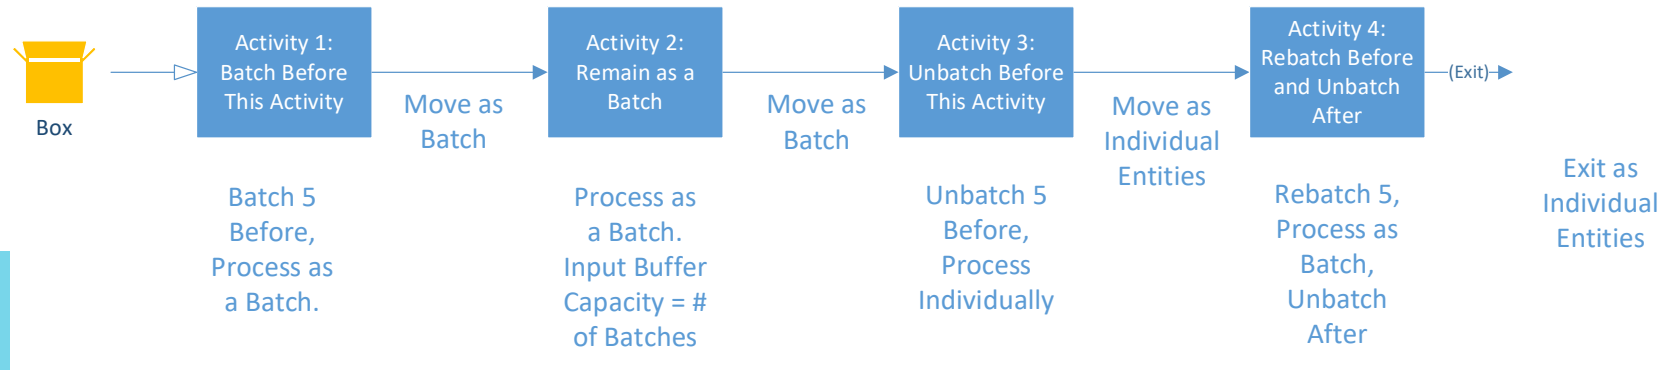 Box
Activity 1:
Batch Before
This Activity
Move as
Batch
Activity 2:
Remain as a
Batch
Move as
Batch
Activity 3:
Unbatch Before
This Activity
Move as
Individual
Entities
Activity 4:
Rebatch Before
and Unbatch
After
(Exit)
Batch 5
Before,
Process as
a Batch.
Process as
a Batch.
Input Buffer
Capacity = #
of Batches
Unbatch 5
Before,
Process
Individually
Rebatch 5,
Process as
Batch,
Unbatch
After
Exit as
Individual
Entities